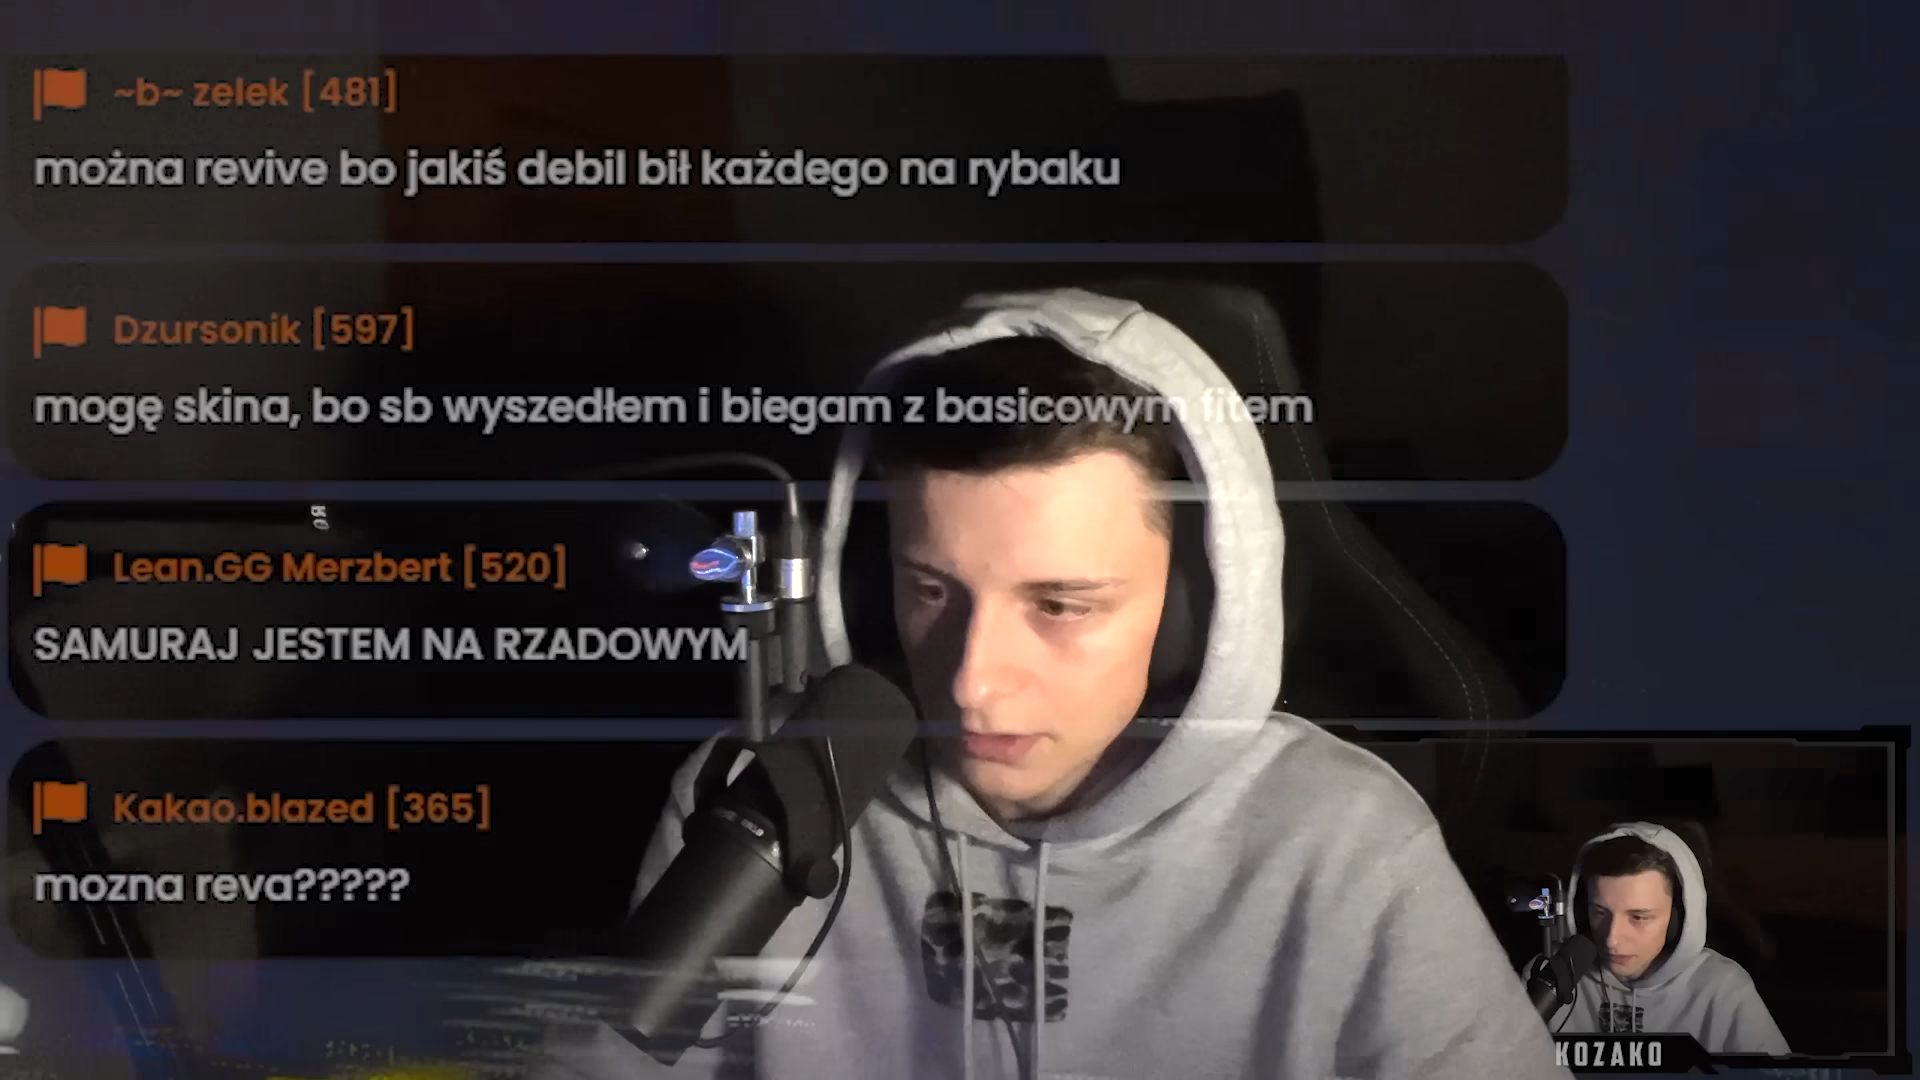 ~b~ zelek [481]
można revive bo jakiś debil bił każdego na rybaku
Dzursonik [597]
mogę skina, bo sb wyszedłem i biegam z basicowym fitem
Lean.GG Merzbert [520]
SAMURAJ JESTEM NA RZADOWYM
Kakao.blazed [365]
mozna reva?????
KOZAKO